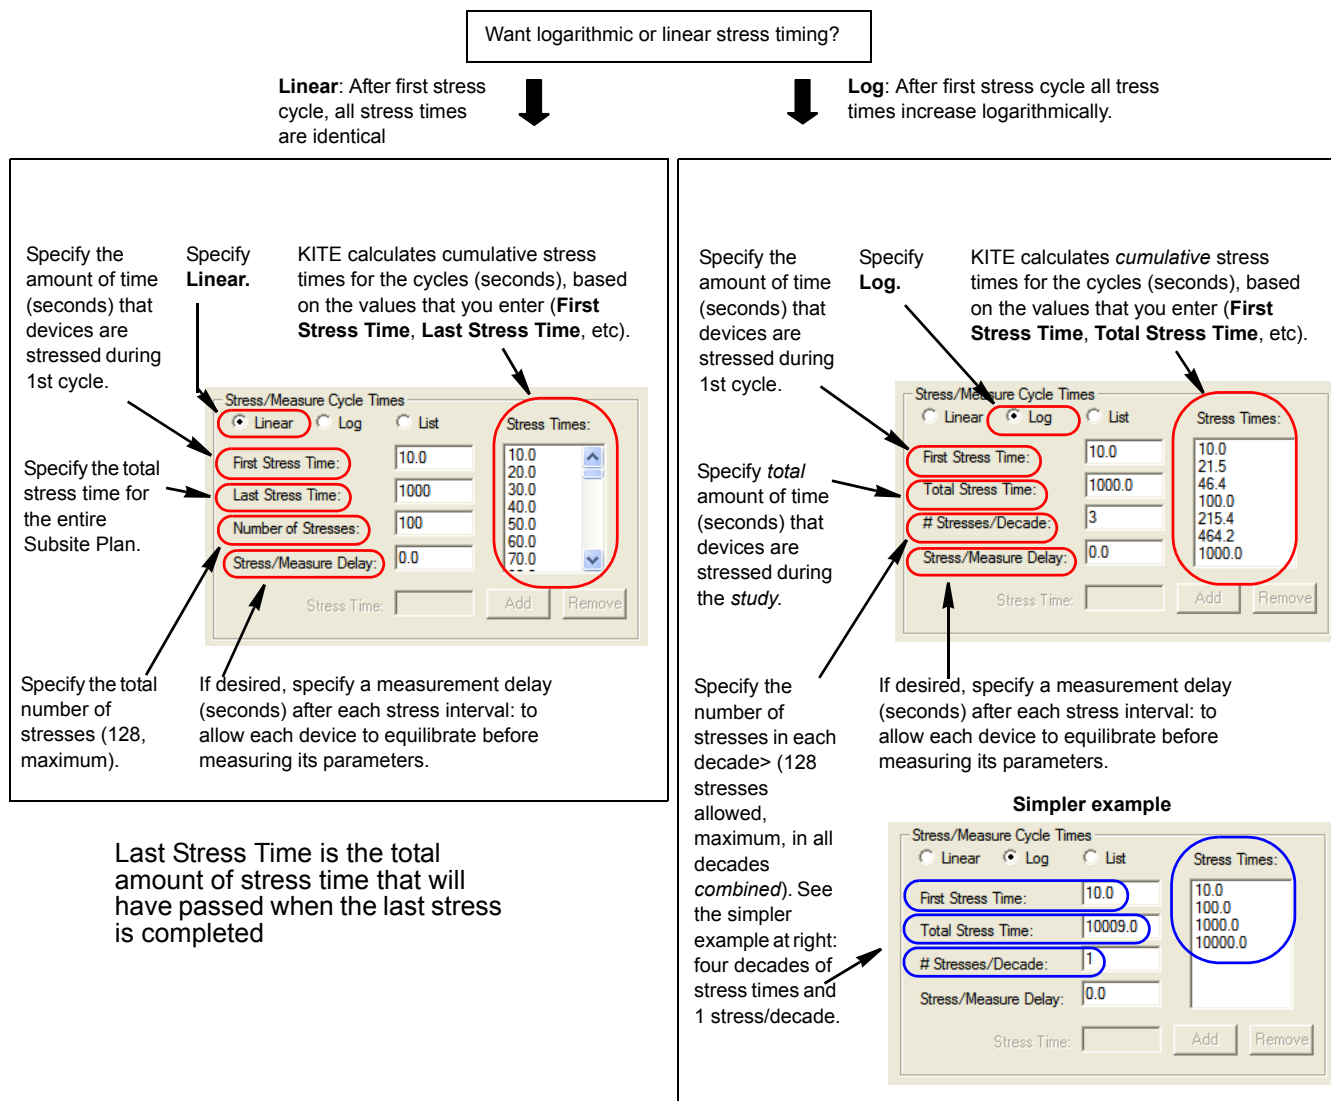 Want logarithmic or linear stress timing?
Linear: After first stress
cycle, all stress times
are identical
Log: After first stress cycle all tress
times increase logarithmically.
Specify the
amount of time
(seconds) that
devices are
stressed during
1st cycle.
Specify
Linear.
KITE calculates cumulative stress
times for the cycles (seconds), based
on the values that you enter (First
Stress Time, Last Stress Time, etc).
Specify the total
stress time for
the entire
Subsite Plan.
Stress/Measure Cycle Times
Linear Log List
First Stress Time: 10.0
Last Stress Time: 1000
Number of Stresses: 100
Stress/Measure Delay: 0.0
Stress Time: Add Remove
Stress Times:
10.0
20.0
30.0
40.0
50.0
60.0
70.0
Specify the total
number of
stresses (128,
maximum).
If desired, specify a measurement delay
(seconds) after each stress interval: to
allow each device to equilibrate before
measuring its parameters.
Last Stress Time is the total
amount of stress time that will
have passed when the last stress
is completed
Specify the
amount of time
(seconds) that
devices are
stressed during
1st cycle.
Specify
Log.
KITE calculates cumulative stress
times for the cycles (seconds), based
on the values that you enter (First
Stress Time, Total Stress Time, etc).
Specify total
amount of time
(seconds) that
devices are
stressed during
the study.
Stress/Measure Cycle Times
Linear Log List
First Stress Time: 10.0
Total Stress Time: 1000.0
# Stresses/Decade: 3
Stress/Measure Delay: 0.0
Stress Time: Add Remove
Stress Times:
10.0
21.5
46.4
100.0
215.4
464.2
1000.0
Specify the
number of
stresses in each
decade> (128
stresses
allowed,
maximum, in all
decades
combined). See
the simpler
example at right:
four decades of
stress times and
1 stress/decade.
If desired, specify a measurement delay
(seconds) after each stress interval: to
allow each device to equilibrate before
measuring its parameters.
Simpler example
Stress/Measure Cycle Times
Linear Log List
First Stress Time: 10.0
Total Stress Time: 10009.0
# Stresses/Decade: 1
Stress/Measure Delay: 0.0
Stress Time: Add Remove
Stress Times:
10.0
100.0
1000.0
10000.0